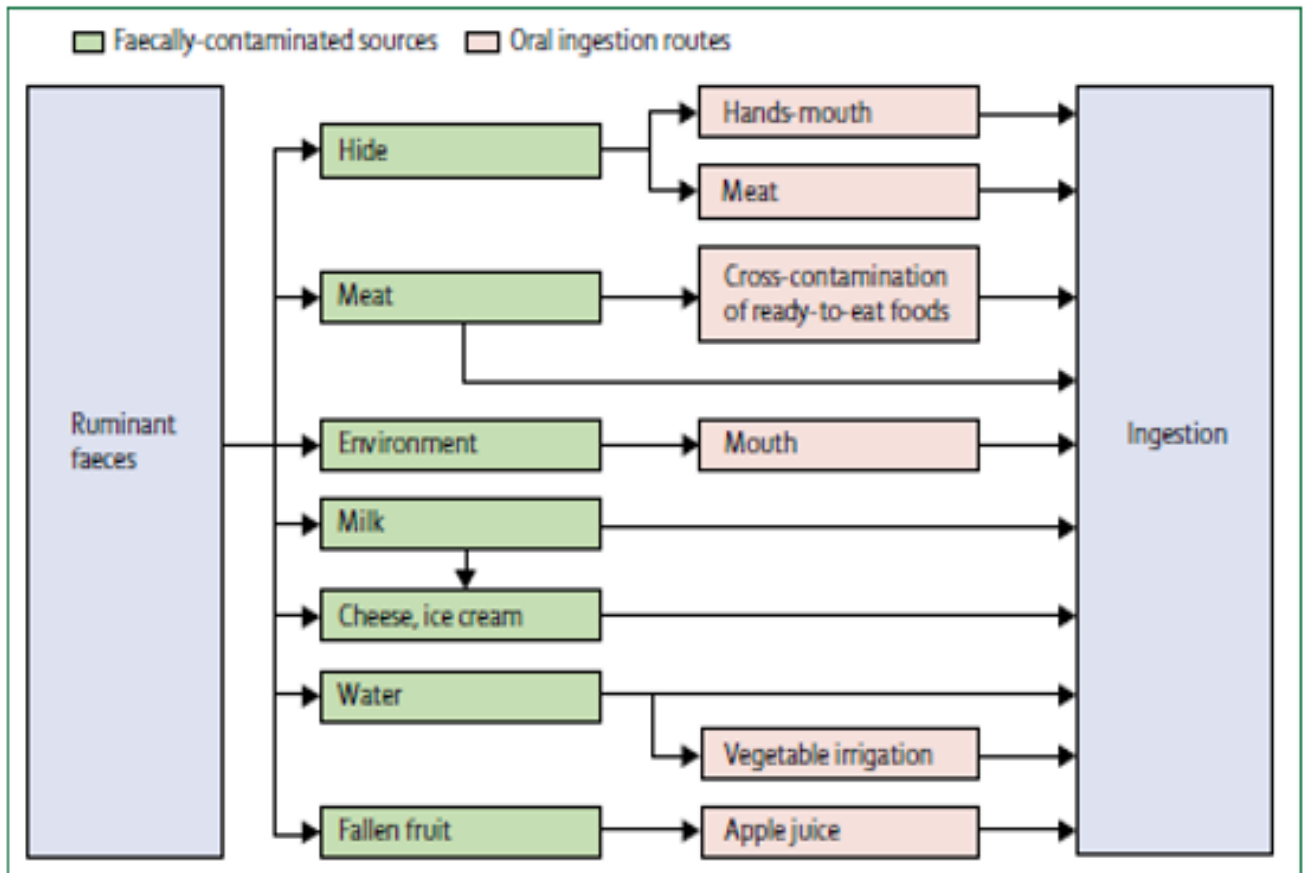 Faecally-contaminated sources
Oral ingestion routes
Ruminant
faeces
Hide
Meat
Environment
Milk
Cheese, ice cream
Water
Fallen fruit
Hands-mouth
Meat
Cross-contamination
of ready-to-eat foods
Mouth
Vegetable irrigation
Apple juice
Ingestion